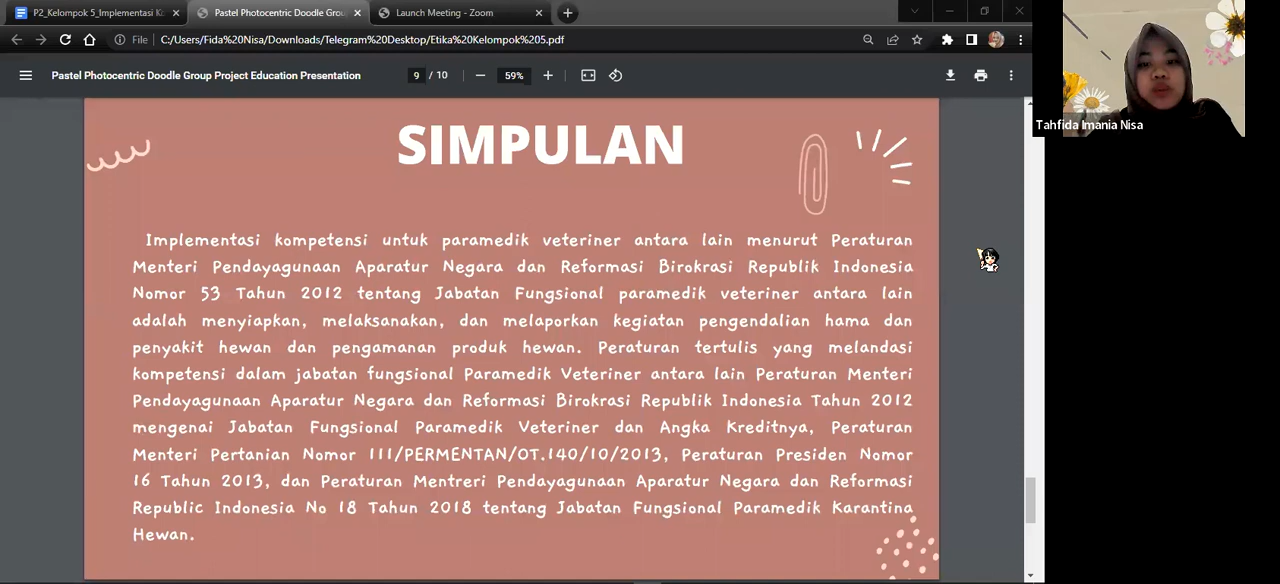 P2_Kelompok 5_Implementasi Ko
Pastel Photocentric Doodle Grou
Launch Meeting - Zoom
File
C:/Users/Fida%20Nisa/Downloads/Telegram%20Desktop/Etika%20Kelompok%205.pdf
Pastel Photocentric Doodle Group Project Education Presentation
9 / 10
59%
SIMPULAN
Implementasi kompetensi untuk paramedik veteriner antara lain menurut Peraturan
Menteri Pendayagunaan Aparatur Negara dan Reformasi Birokrasi Republik Indonesia
Nomor 53 Tahun 2012 tentang Jabatan Fungsional paramedik veteriner antara lain
adalah menyiapkan, melaksanakan, dan melaporkan kegiatan pengendalian hama dan
penyakit hewan dan pengamanan produk hewan. Peraturan tertulis yang melandasi
kompetensi dalam jabatan fungsional Paramedik Veteriner antara lain Peraturan Menteri
Pendayagunaan Aparatur Negara dan Reformasi Birokrasi Republik Indonesia Tahun 2012
mengenai Jabatan Fungsional Paramedik Veteriner dan Angka Kreditnya, Peraturan
Menteri Pertanian Nomor 111/PERMENTAN/OT.140/10/2013, Peraturan Presiden Nomor
16 Tahun 2013, dan Peraturan Mentreri Pendayagunaan Aparatur Negara dan Reformasi
Republic Indonesia No 18 Tahun 2018 tentang Jabatan Fungsional Paramedik Karantina
Hewan.
Tahfida Imania Nisa